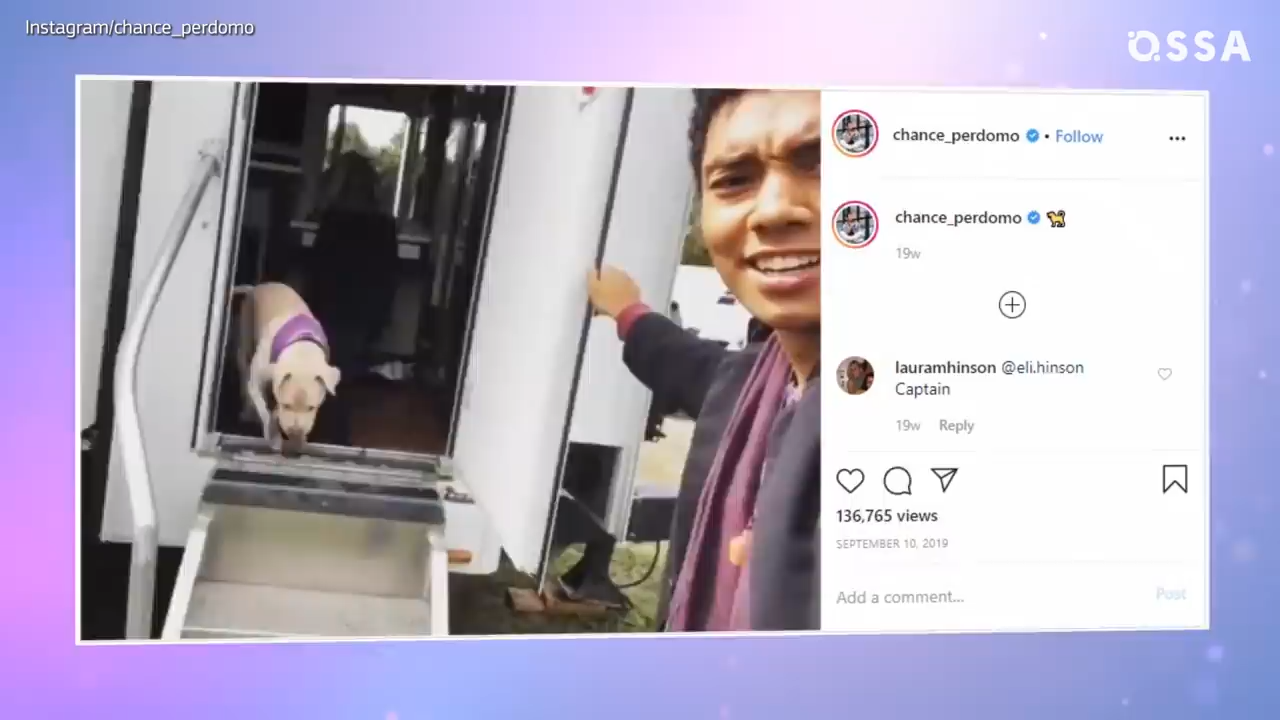 Instagram/chance_perdomo
OSSA
chance_perdomo • Follow
chance_perdomo
19w
lauramhinson @eli.hinson
Captain
19w Reply
136,765 views
SEPTEMBER 10, 2019
Add a comment...
Post